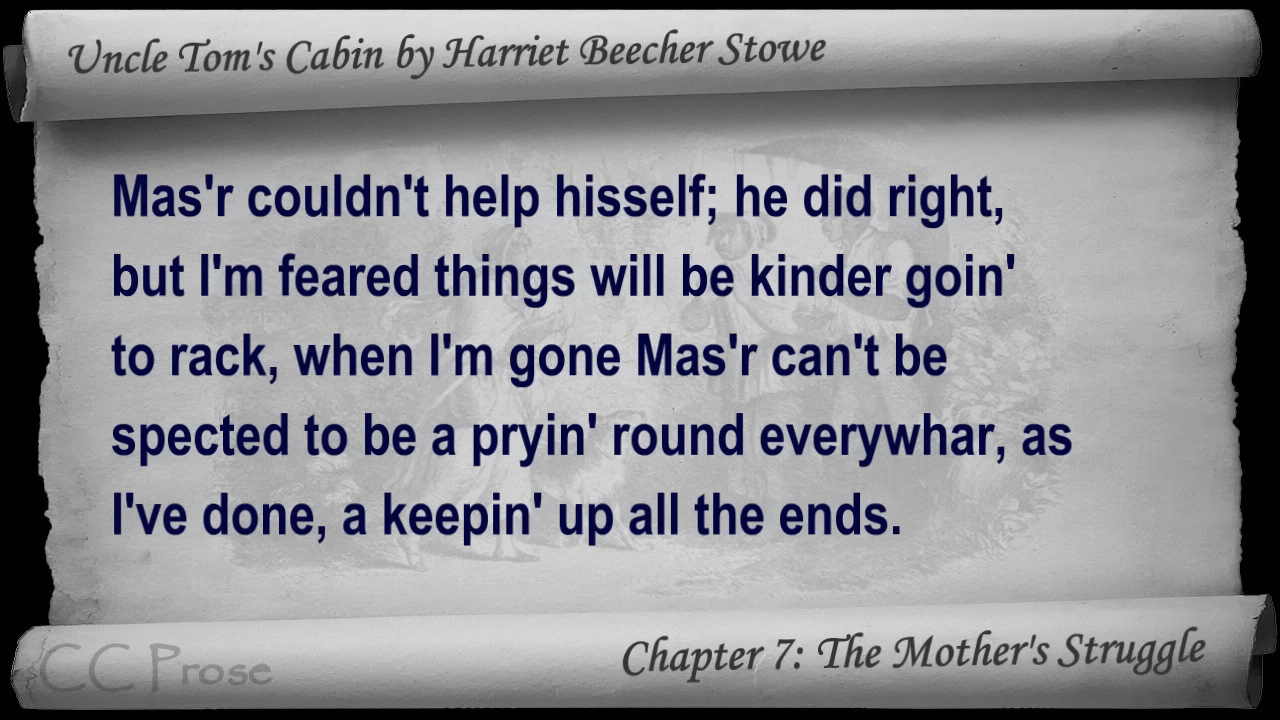 Uncle Tom's Cabin by Harriet Beecher Stowe
Mas'r couldn't help hisself; he did right,
but I'm feared things will be kinder goin'
to rack, when I'm gone Mas'r can't be
spected to be a pryin' round everywhar, as
I've done, a keepin' up all the ends.
CC Prose
Chapter 7: The Mother's Struggle